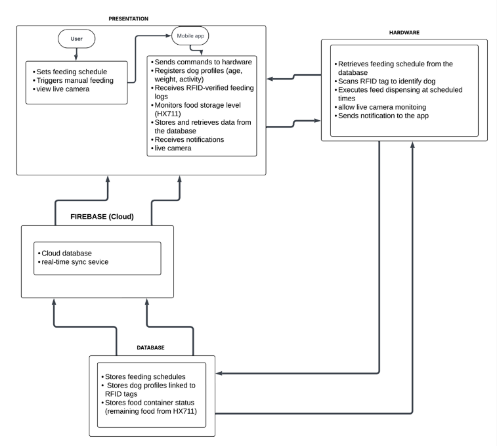 PRESENTATION
User
• Sets feeding schedule
• Triggers manual feeding
• view live camera
Mobile app
• Sends commands to hardware
• Registers dog profiles (age,
weight, activity)
• Receives RFID-verified feeding
logs
• Monitors food storage level
(HX711)
• Stores and retrieves data from
the database
• Receives notifications
• live camera
HARDWARE
• Retrieves feeding schedule from the
database
• Scans RFID tag to identify dog
• Executes feed dispensing at scheduled
times
• allow live camera monitoing
• Sends notification to the app
FIREBASE (Cloud)
• Cloud database
• real-time sync sevice
DATABASE
• Stores feeding schedules
• Stores dog profiles linked to
RFID tags
• Stores food container status
(remaining food from HX711)